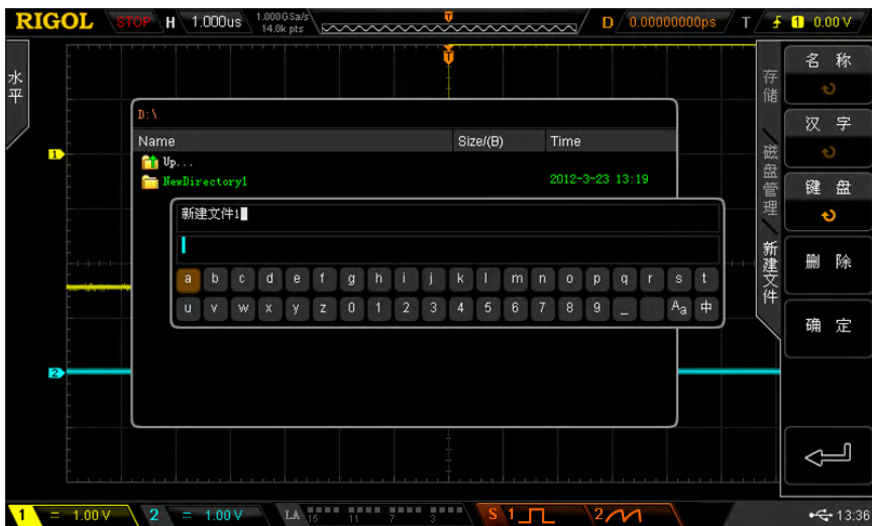 RIGOL STOP H 1.000us 1.000GSa/s 14.0k pts D 0.00000000ps T 1 0.00 V
水平
T
D:\
Name Size/(B) Time
Up...
NewDirectory1 2012-3-23 13:19
新建文件1
a b c d e f g h i j k l m n o p q r s t
u v w x y z 0 1 2 3 4 5 6 7 8 9 _ Aa 中
1
2
存储
磁盘管理
新建文件
名称
汉字
键盘
删除
确定
1 = 1.00 V 2 = 1.00 V LA 15 11 7 3 S 1 2 13:36